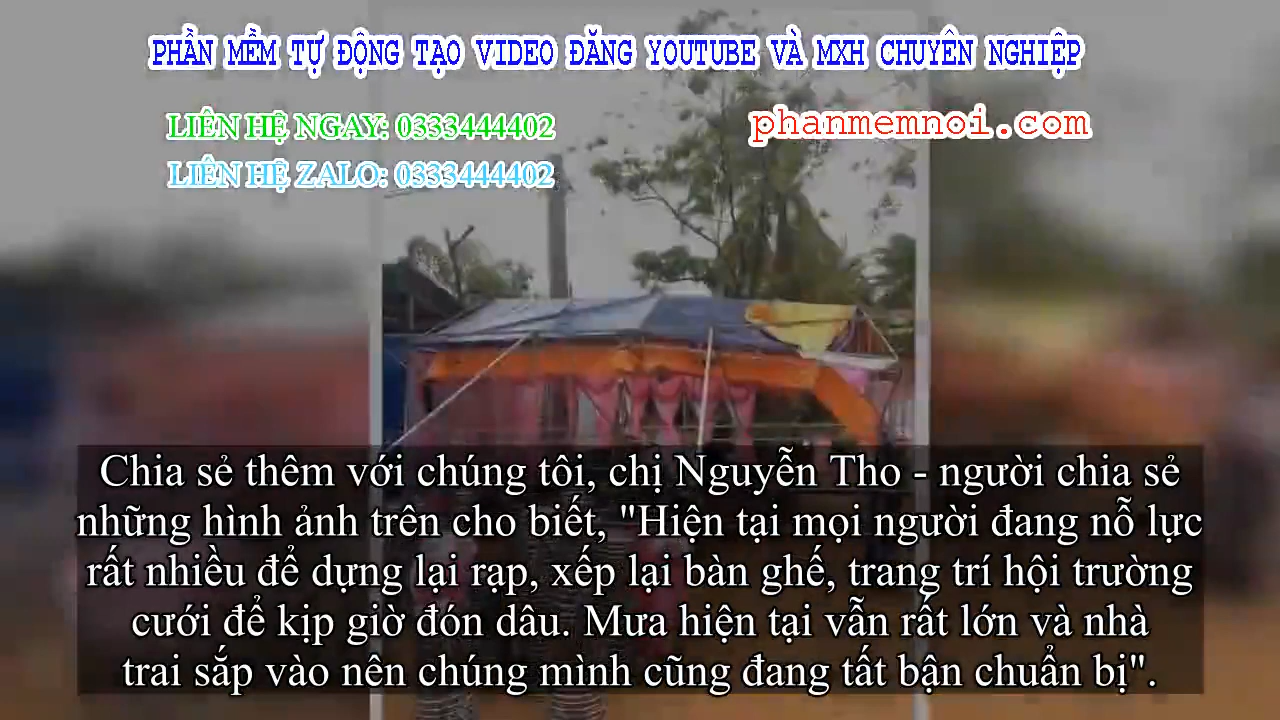 PHẦN MỀM TỰ ĐỘNG TẠO VIDEO ĐĂNG YOUTUBE VÀ MXH CHUYÊN NGHIỆP
LIÊN HỆ NGAY: 0333444402
phanmemnoi.com
LIÊN HỆ ZALO: 0333444402
Chia sẻ thêm với chúng tôi, chị Nguyễn Tho - người chia sẻ
những hình ảnh trên cho biết, "Hiện tại mọi người đang nỗ lực
rất nhiều để dựng lại rạp, xếp lại bàn ghế, trang trí hội trường
cưới để kịp giờ đón dâu. Mưa hiện tại vẫn rất lớn và nhà
trai sắp vào nên chúng mình cũng đang tất bận chuẩn bị".